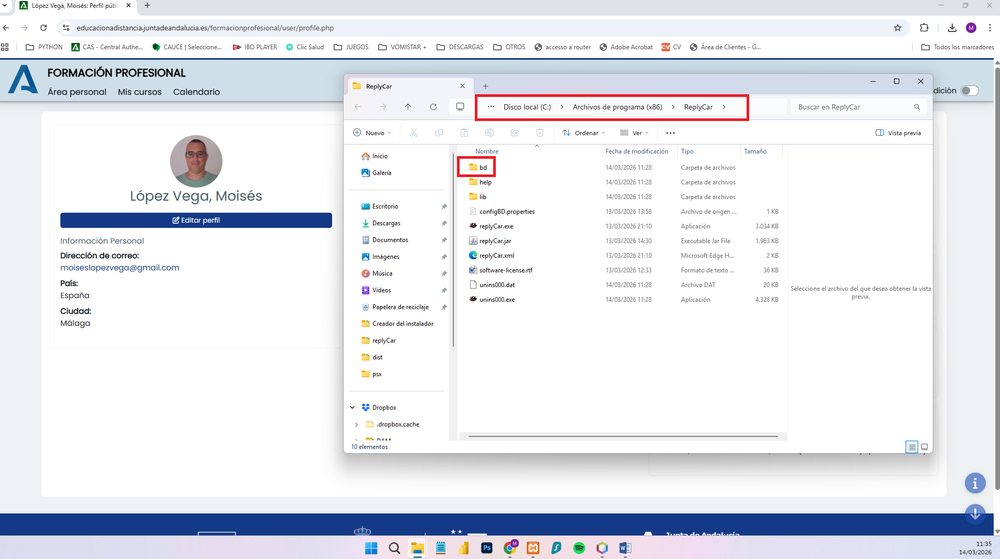 López Vega, Moisés: Perfil públi
educacionadistancia.juntadeandalucia.es/formacionprofesional/user/profile.php
M
PYTHON
CAS - Central Authe...
CAUCE | Seleccione...
IBO PLAYER
Clic Salud
JUEGOS
VOMISTAR +
DESCARGAS
OTROS
accesso a router
Adobe Acrobat
CV CV
Área de Clientes - G...
Todos los marcadores
FORMACIÓN PROFESIONAL
Área personal Mis cursos Calendario
dición
López Vega, Moisés
Editar perfil
Información Personal
Dirección de correo:
moiseslopezvega@gmail.com
País:
España
Ciudad:
Málaga
ReplyCar
... Disco local (C:) > Archivos de programa (x86) > ReplyCar >
Buscar en ReplyCar
Nuevo
Ordenar
Ver
...
Vista previa
Inicio
Galería
Escritorio
Descargas
Documentos
Imágenes
Música
Vídeos
Papelera de reciclaje
Creador del instalador
replyCar
dist
psx
Dropbox
.dropbox.cache
DAM
Nombre Fecha de modificación Tipo Tamaño
bd 14/03/2026 11:28 Carpeta de archivos
help 14/03/2026 11:28 Carpeta de archivos
lib 14/03/2026 11:28 Carpeta de archivos
configBD.properties 13/03/2026 13:58 Archivo de origen ... 1 KB
replyCar.exe 13/03/2026 21:10 Aplicación 3.034 KB
replyCar.jar 13/03/2026 14:30 Executable Jar File 1.963 KB
replyCar.xml 13/03/2026 21:10 Microsoft Edge H... 2 KB
software-license.rtf 13/03/2026 12:33 Formato de texto ... 36 KB
unins000.dat 14/03/2026 11:28 Archivo DAT 20 KB
unins000.exe 14/03/2026 11:28 Aplicación 4.328 KB
Seleccione el archivo del que desea obtener la vista
previa.
10 elementos
Junta de Andalucía
Ps
M
11:35
14/03/2026